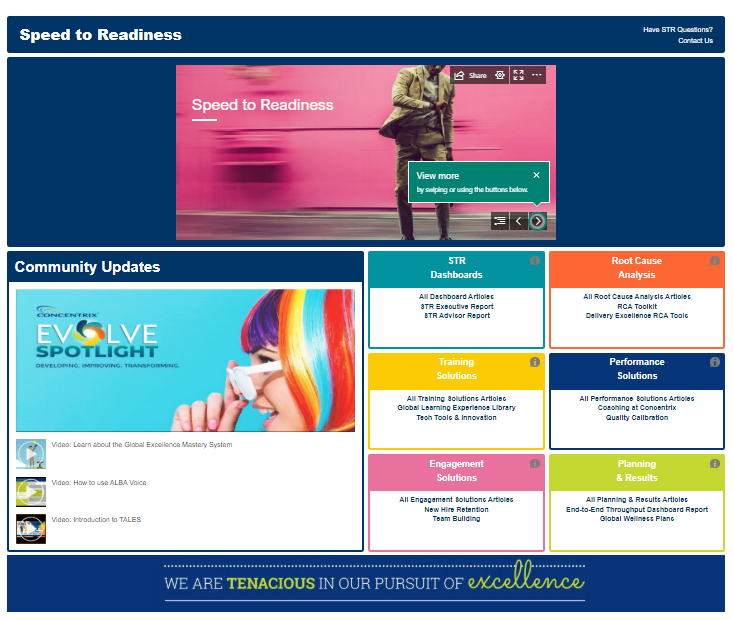 Speed to Readiness
Have STR Questions?
Contact Us
Share
Speed to Readiness
View more
by swiping or using the buttons below.
Community Updates
CONCENTRIX
EVOLVE
SPOTLIGHT
DEVELOPING. IMPROVING. TRANSFORMING.
Video: Learn about the Global Excellence Mastery System
Video: How to use ALBA Voice
Video: Introduction to TALES
STR
Dashboards
All Dashboard Articles
STR Executive Report
STR Advisor Report
Root Cause
Analysis
All Root Cause Analysis Articles
RCA Toolkit
Delivery Excellence RCA Tools
Training
Solutions
All Training Solutions Articles
Global Learning Experience Library
Tech Tools & Innovation
Performance
Solutions
All Performance Solutions Articles
Coaching at Concentrix
Quality Calibration
Engagement
Solutions
All Engagement Solutions Articles
New Hire Retention
Team Building
Planning
& Results
All Planning & Results Articles
End-to-End Throughput Dashboard Report
Global Wellness Plans
WE ARE TENACIOUS IN OUR PURSUIT OF excellence